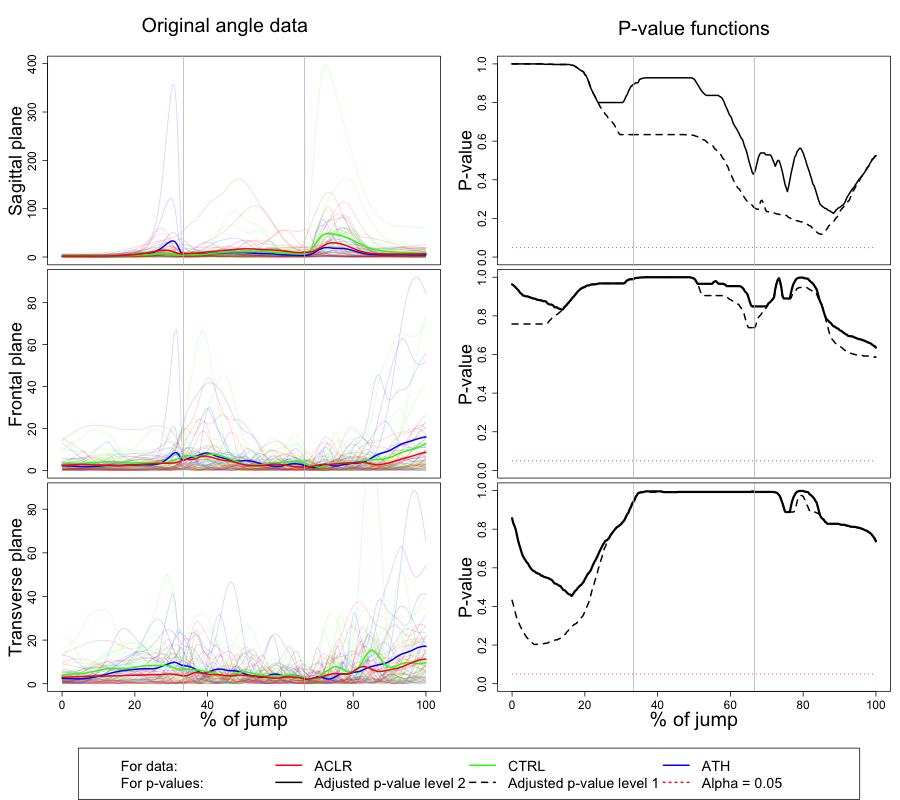 Original angle data
P-value functions
Sagittal plane
0 100 200 300 400
P-value
0.0 0.2 0.4 0.6 0.8 1.0
Frontal plane
0 20 40 60 80
P-value
0.0 0.2 0.4 0.6 0.8 1.0
Transverse plane
0 20 40 60 80
P-value
0.0 0.2 0.4 0.6 0.8 1.0
0 20 40 60 80 100
0 20 40 60 80 100
% of jump
% of jump
For data: ACLR CTRL ATH
For p-values: Adjusted p-value level 2 Adjusted p-value level 1 Alpha = 0.05